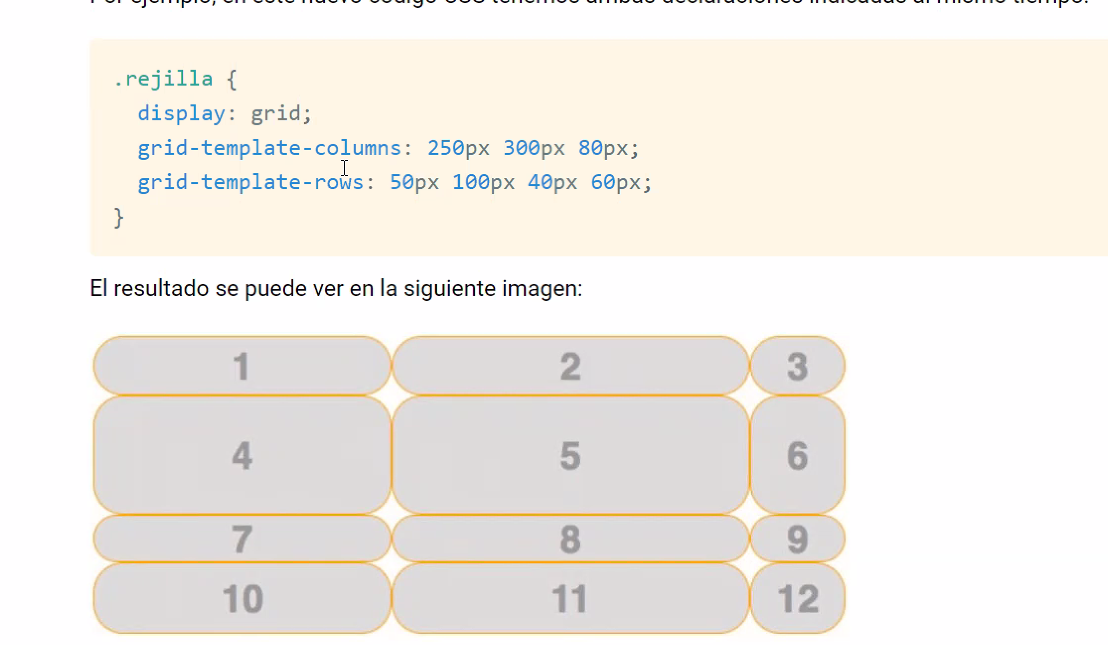 .rejilla {
display: grid;
grid-template-columns: 250px 300px 80px;
grid-template-rows: 50px 100px 40px 60px;
}
El resultado se puede ver en la siguiente imagen:
1 2 3
4 5 6
7 8 9
10 11 12